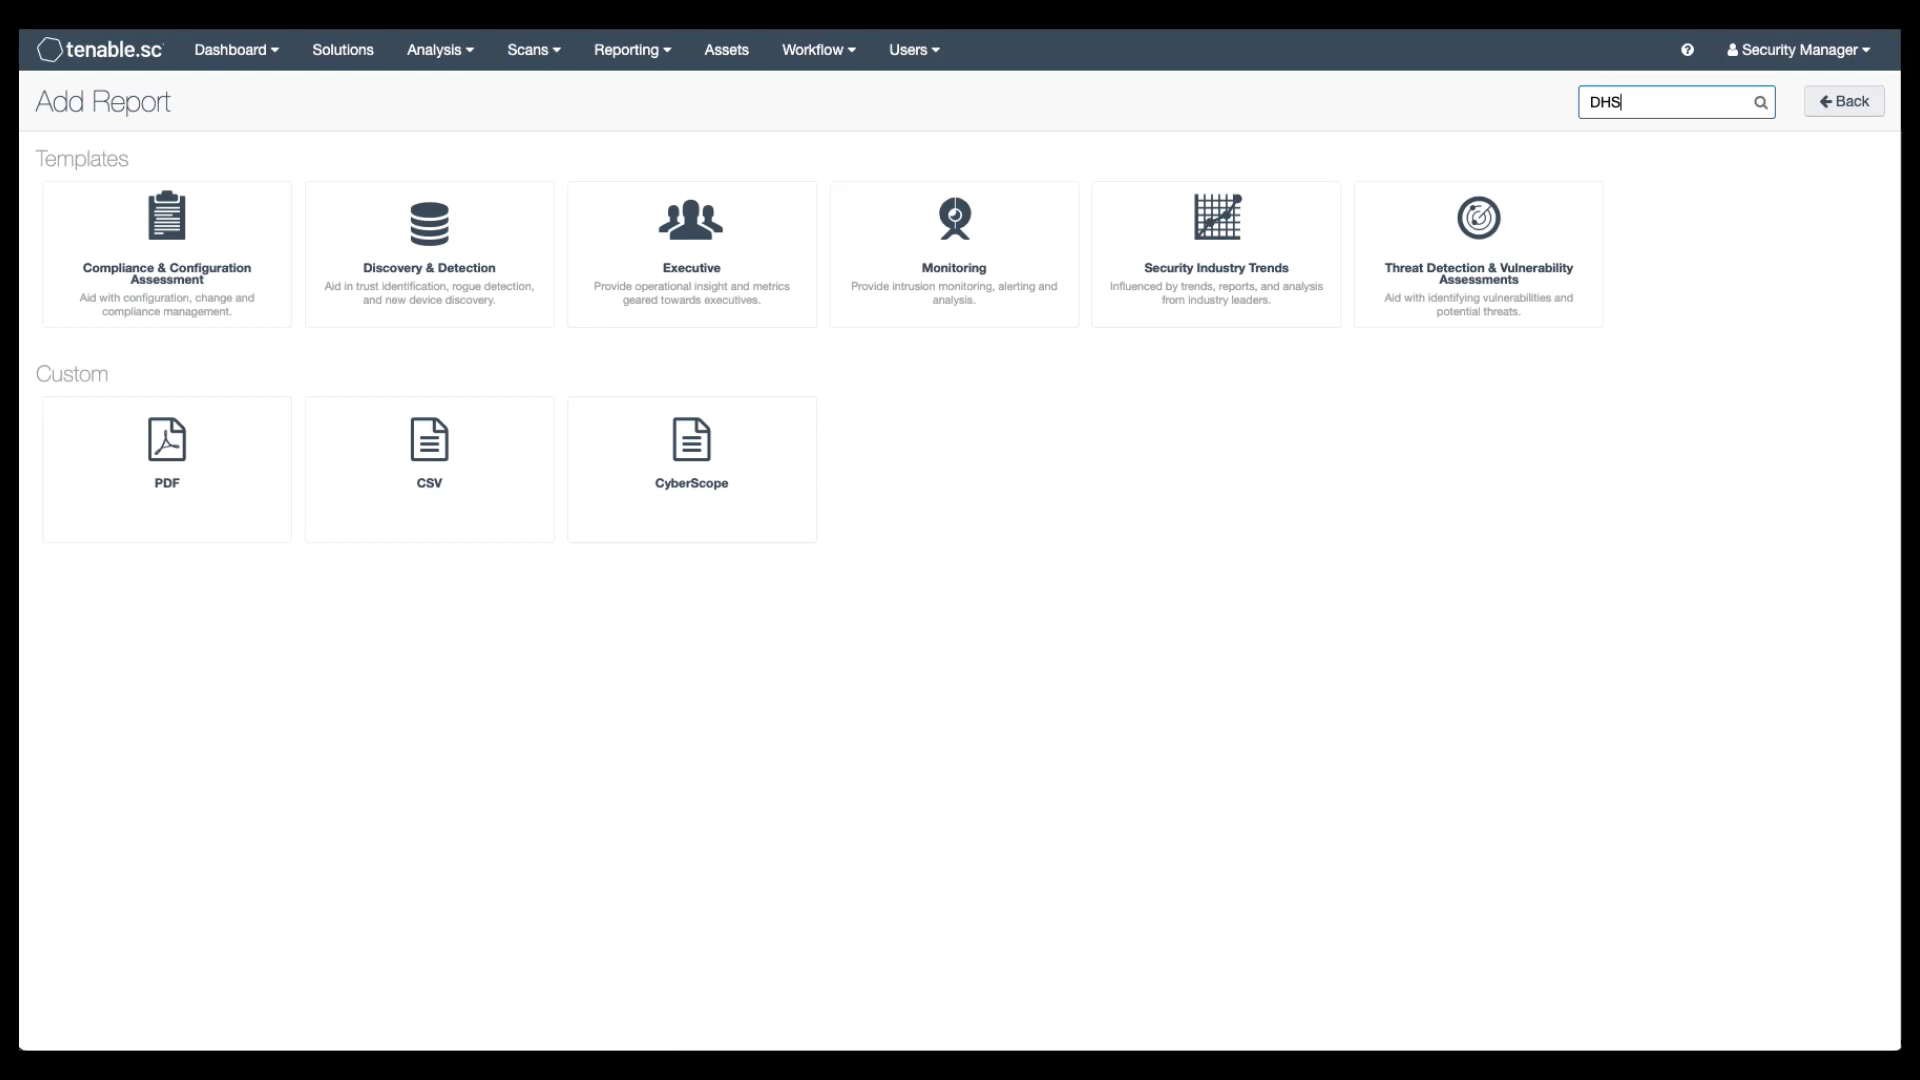 tenable.sc Dashboard Solutions Analysis Scans Reporting Assets Workflow Users Security Manager
Add Report DHS Back
Templates
Compliance & Configuration
Assessment
Aid with configuration, change and
compliance management.
Discovery & Detection
Aid in trust identification, rogue detection,
and new device discovery.
Executive
Provide operational insight and metrics
geared towards executives.
Monitoring
Provide intrusion monitoring, alerting and
analysis.
Security Industry Trends
Influenced by trends, reports, and analysis
from industry leaders.
Threat Detection & Vulnerability
Assessments
Aid with identifying vulnerabilities and
potential threats.
Custom
PDF
CSV
CyberScope